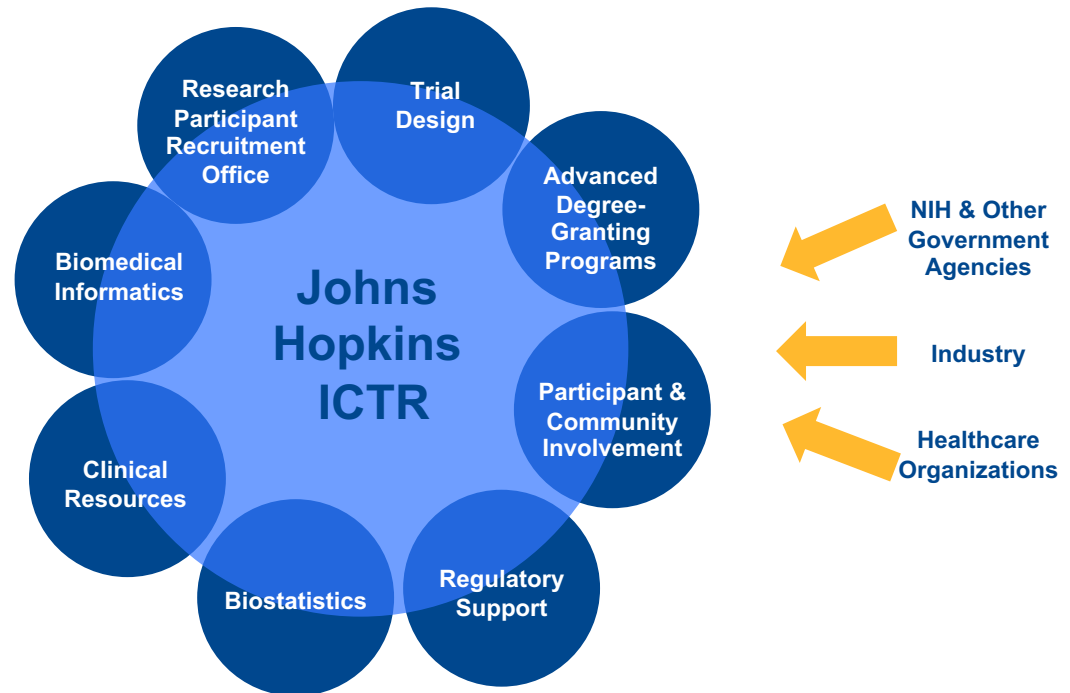 Research
Participant
Recruitment
Office
Trial
Design
Advanced
Degree-
Granting
Programs
Biomedical
Informatics
Johns
Hopkins
ICTR
Participant &
Community
Involvement
Clinical
Resources
Biostatistics
Regulatory
Support
NIH & Other
Government
Agencies
Industry
Healthcare
Organizations